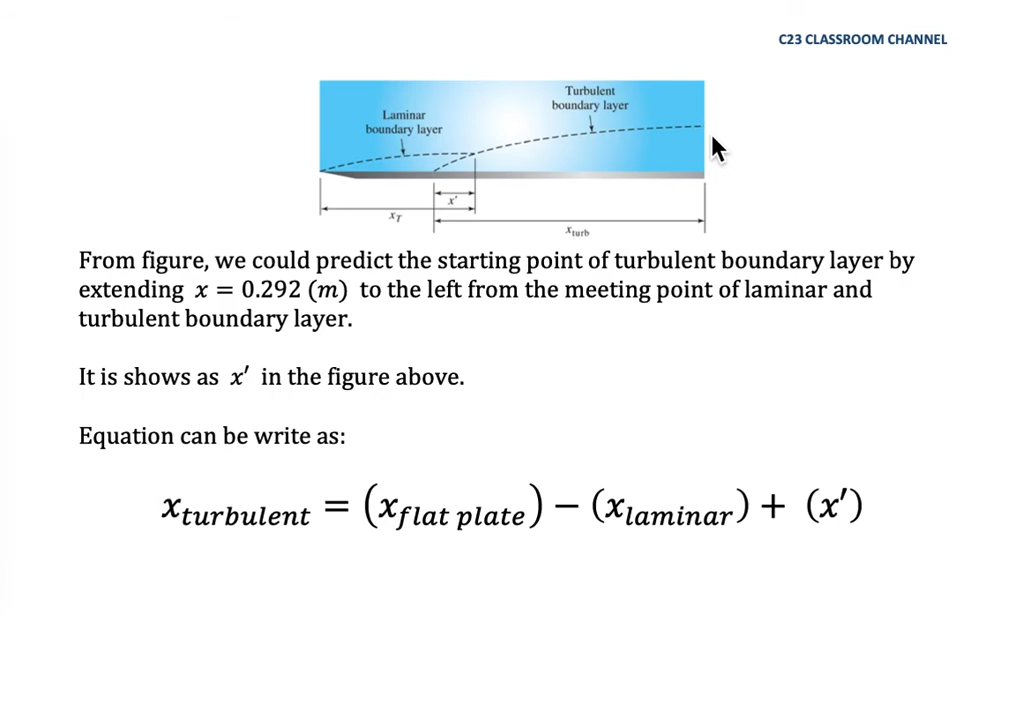 C23 CLASSROOM CHANNEL
Turbulent
boundary layer
Laminar
boundary layer
x'
x_T
x_turb
From figure, we could predict the starting point of turbulent boundary layer by
extending x = 0.292 (m) to the left from the meeting point of laminar and
turbulent boundary layer.
It is shows as x′ in the figure above.
Equation can be write as:
x_turbulent = (x_flat plate) − (x_laminar) + (x′)